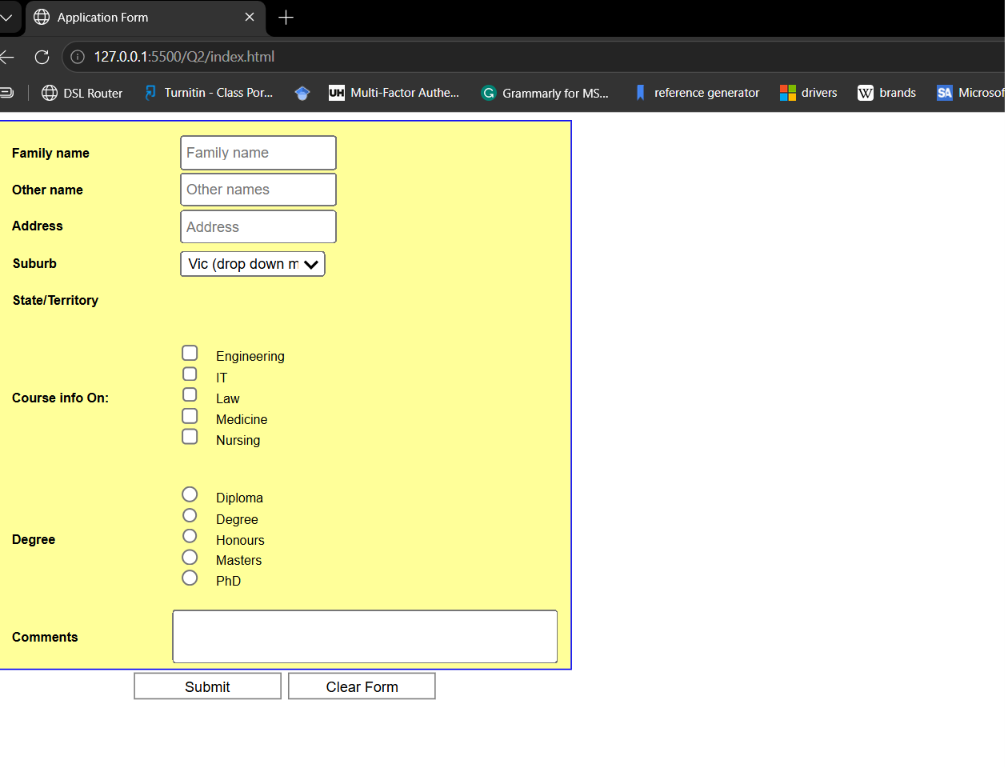 Application Form
127.0.0.1:5500/Q2/index.html
DSL Router Turnitin - Class Por... UH Multi-Factor Authe... G Grammarly for MS... reference generator drivers W brands SA Microsof
Family name Family name
Other name Other names
Address Address
Suburb Vic (drop down m
State/Territory
Engineering
IT
Course info On: Law
Medicine
Nursing
Diploma
Degree
Degree Honours
Masters
PhD
Comments
Submit Clear Form